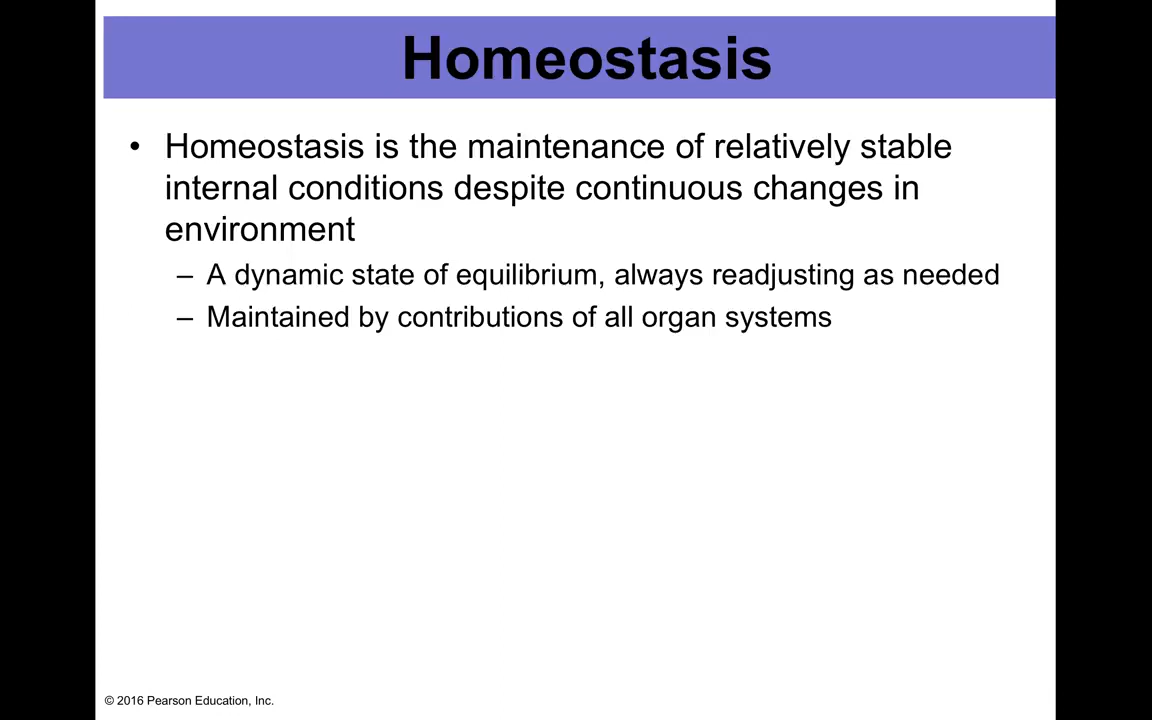 Homeostasis
• Homeostasis is the maintenance of relatively stable
internal conditions despite continuous changes in
environment
– A dynamic state of equilibrium, always readjusting as needed
– Maintained by contributions of all organ systems
© 2016 Pearson Education, Inc.